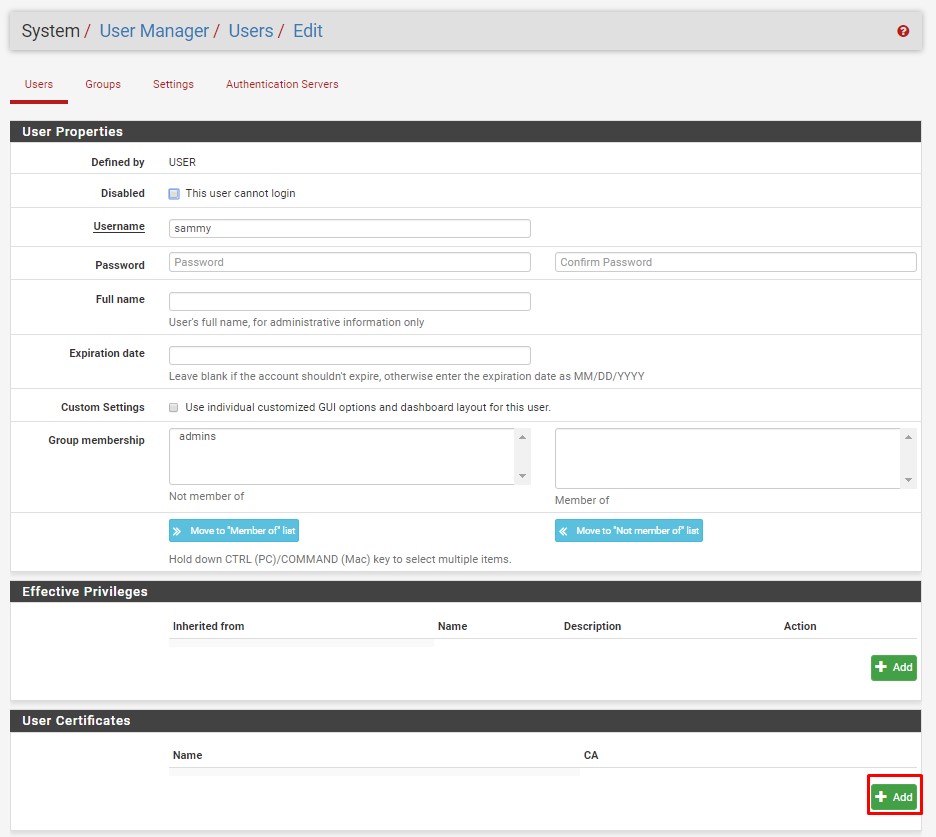 System / User Manager / Users / Edit
Users Groups Settings Authentication Servers
User Properties
Defined by USER
Disabled This user cannot login
Username sammy
Password Password Confirm Password
Full name
User's full name, for administrative information only
Expiration date
Leave blank if the account shouldn't expire, otherwise enter the expiration date as MM/DD/YYYY
Custom Settings Use individual customized GUI options and dashboard layout for this user.
Group membership admins
Not member of Member of
Move to "Member of" list Move to "Not member of" list
Hold down CTRL (PC)/COMMAND (Mac) key to select multiple items.
Effective Privileges
Inherited from Name Description Action
Add
User Certificates
Name CA
Add